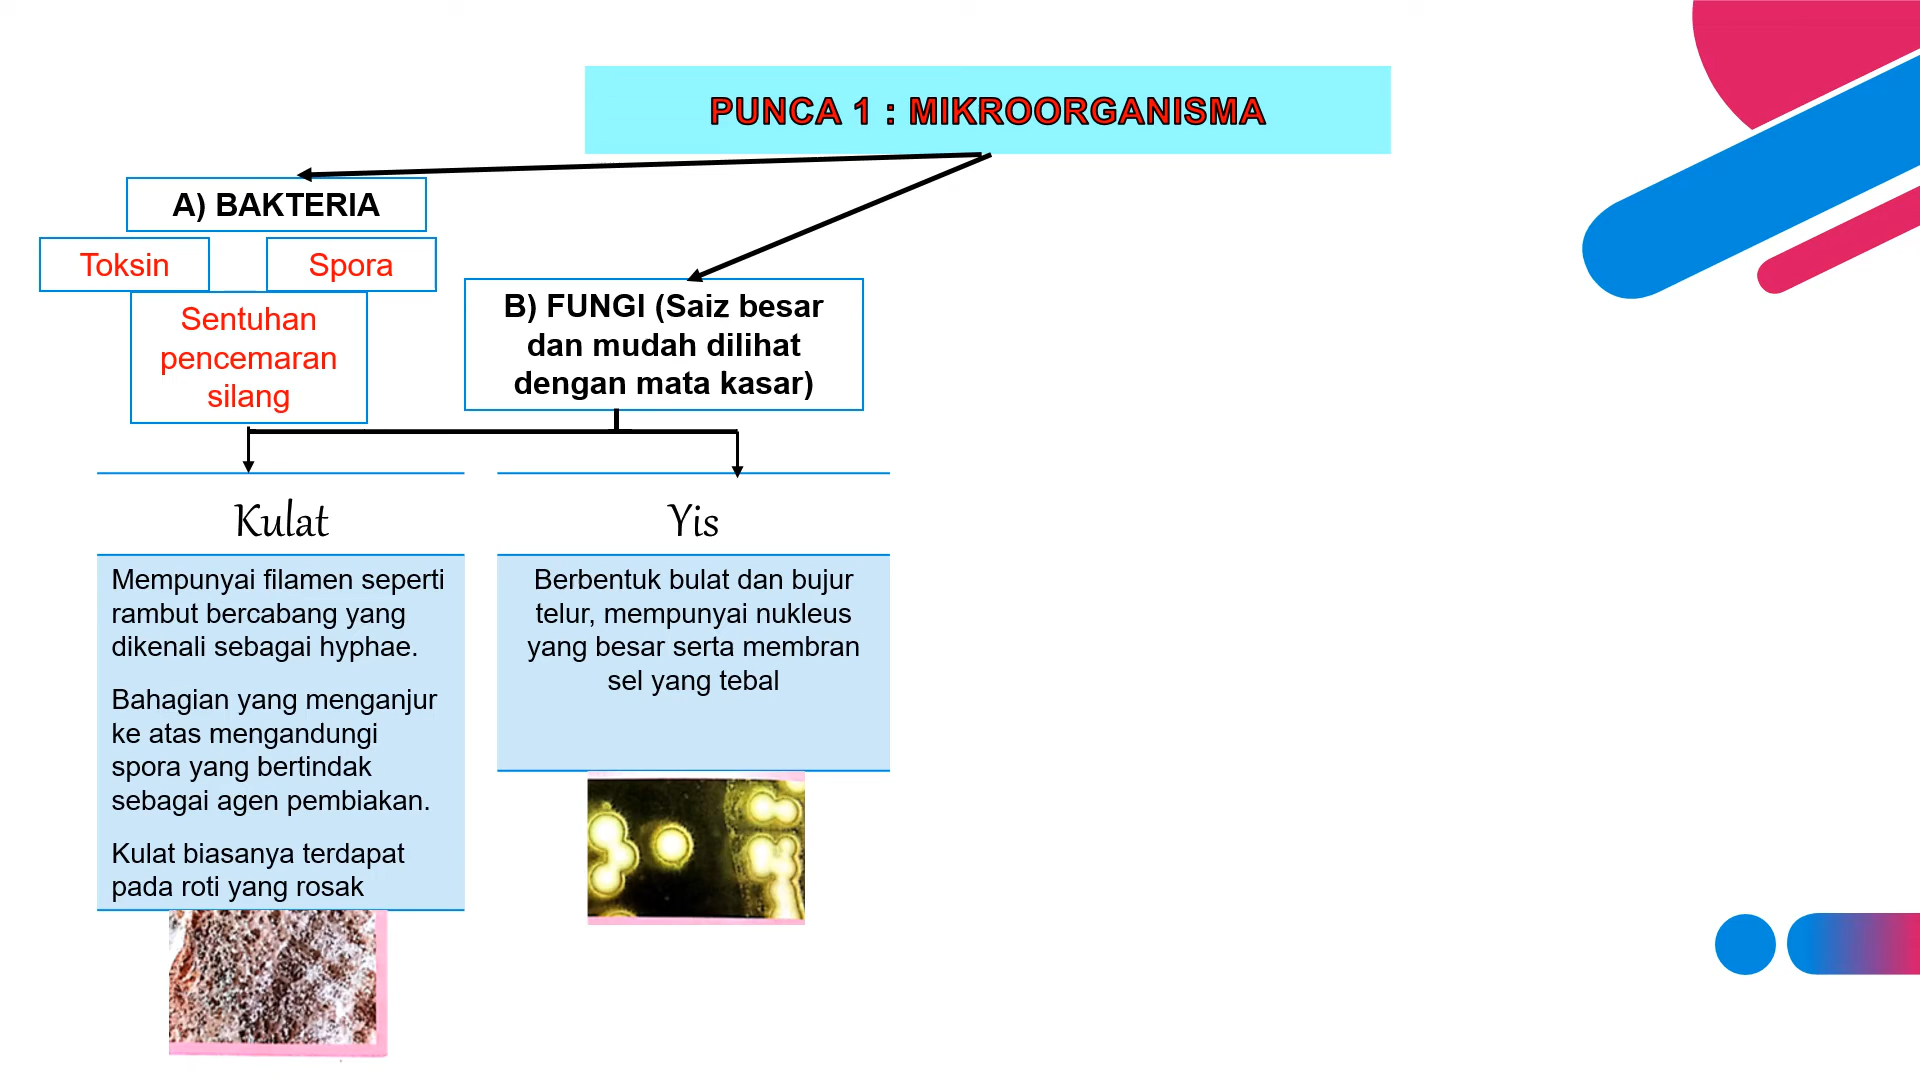 PUNCA 1 : MIKROORGANISMA
A) BAKTERIA
Toksin
Spora
Sentuhan
pencemaran
silang
B) FUNGI (Saiz besar
dan mudah dilihat
dengan mata kasar)
Kulat
Mempunyai filamen seperti
rambut bercabang yang
dikenali sebagai hyphae.
Bahagian yang menganjur
ke atas mengandungi
spora yang bertindak
sebagai agen pembiakan.
Kulat biasanya terdapat
pada roti yang rosak
Yis
Berbentuk bulat dan bujur
telur, mempunyai nukleus
yang besar serta membran
sel yang tebal